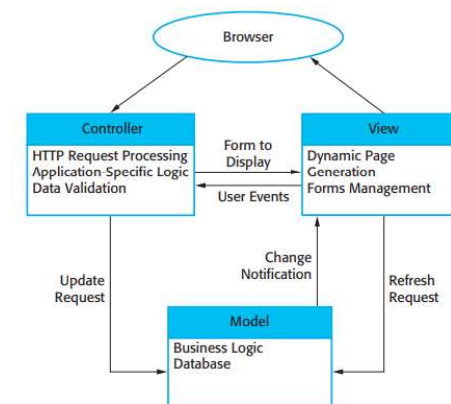 Browser
Controller
HTTP Request Processing
Application-Specific Logic
Data Validation
Form to
Display
User Events
View
Dynamic Page
Generation
Forms Management
Update
Request
Change
Notification
Refresh
Request
Model
Business Logic
Database